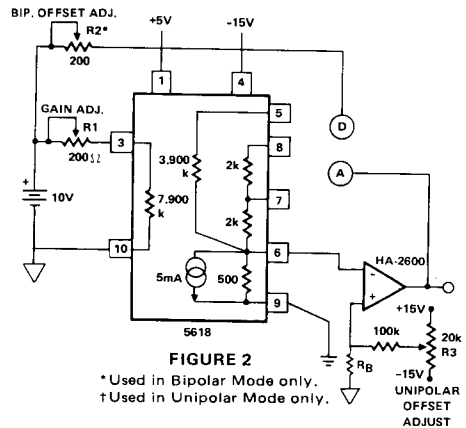 BIP. OFFSET ADJ.
R2*
200
+5V
-15V
1
4
D
GAIN ADJ.
R1
200Ω
3
5
3.900
k
8
2k
A
+
10V
7.900
k
7
2k
10
6
HA-2600
-
+
5mA
500
9
5618
+15V
100k
20k
R3
RB
-15V
UNIPOLAR
OFFSET
ADJUST
FIGURE 2
*Used in Bipolar Mode only.
†Used in Unipolar Mode only.